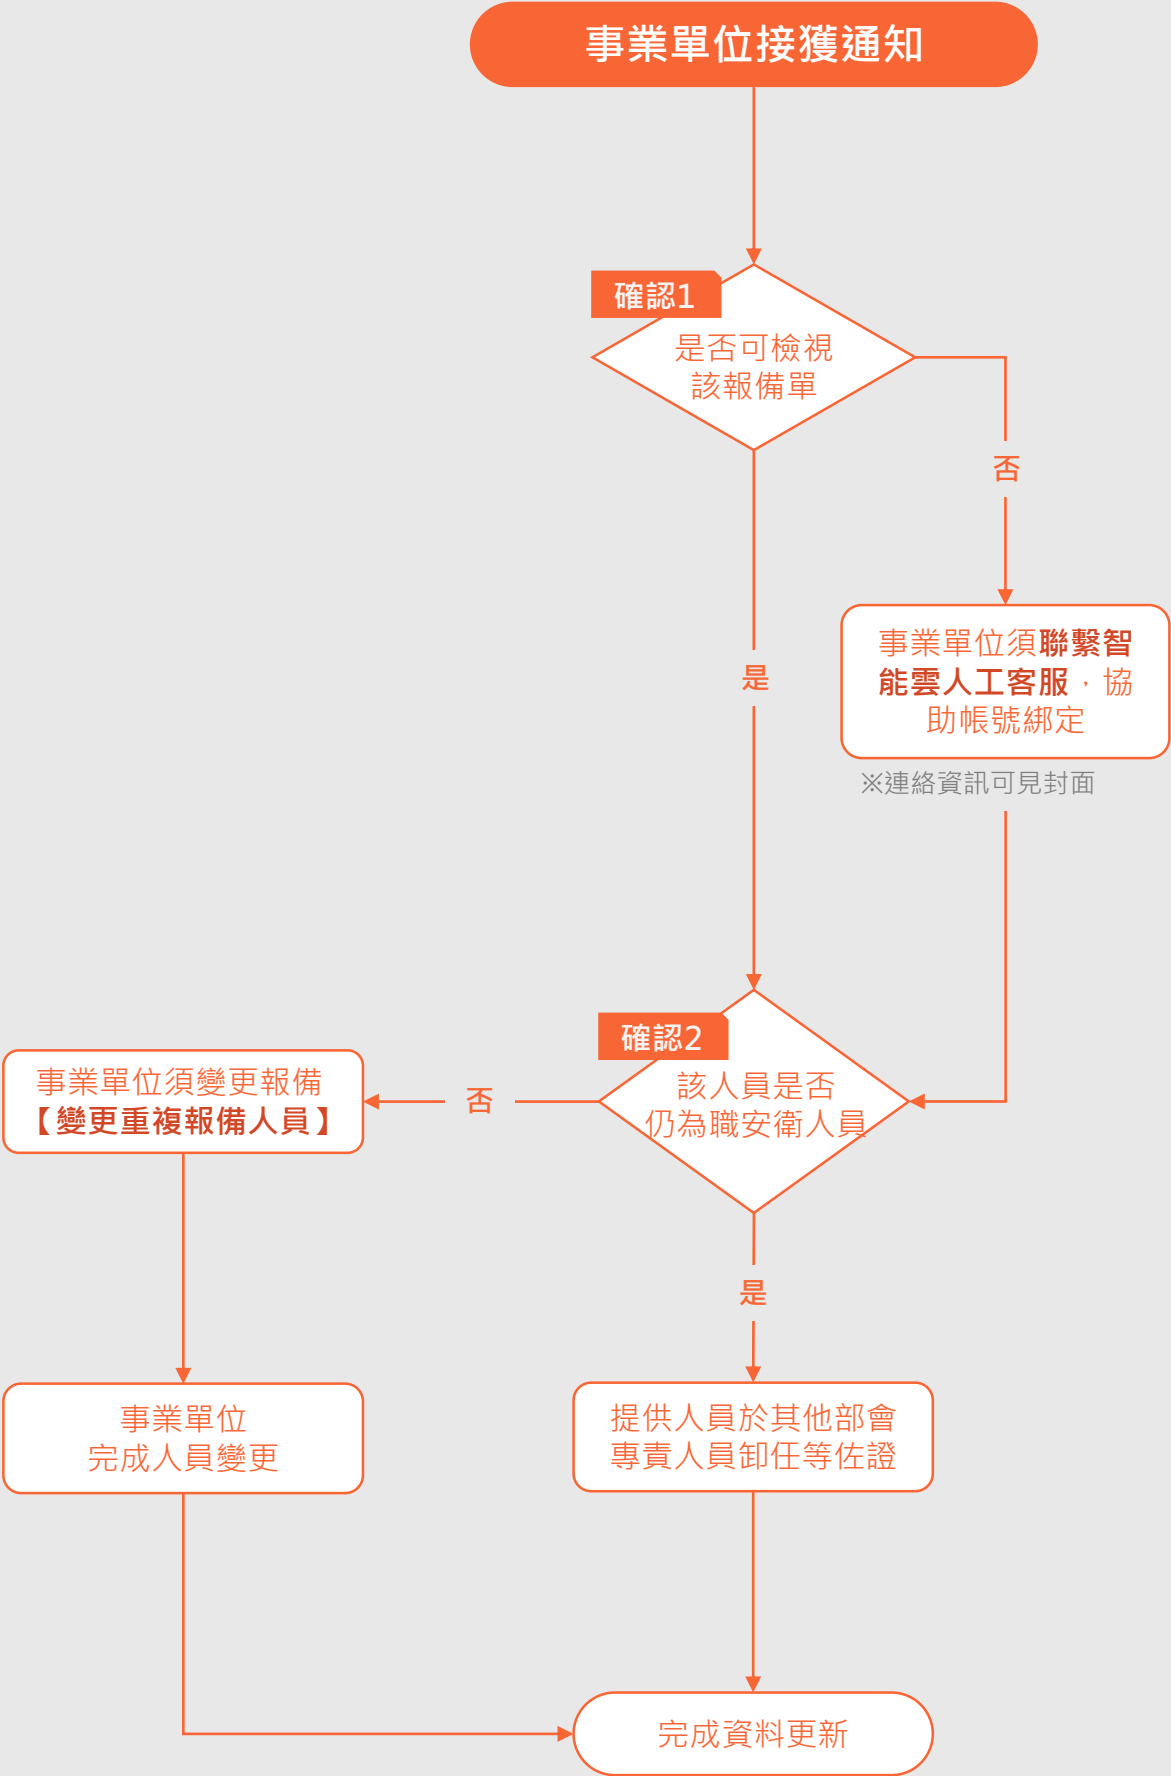 事業單位接獲通知
確認1
是否可檢視
該報備單
否
是
事業單位須聯繫智
能雲人工客服，協
助帳號綁定
※連絡資訊可見封面
確認2
該人員是否
仍為職安衛人員
否
事業單位須變更報備
【變更重複報備人員】
是
事業單位
完成人員變更
提供人員於其他部會
專責人員卸任等佐證
完成資料更新